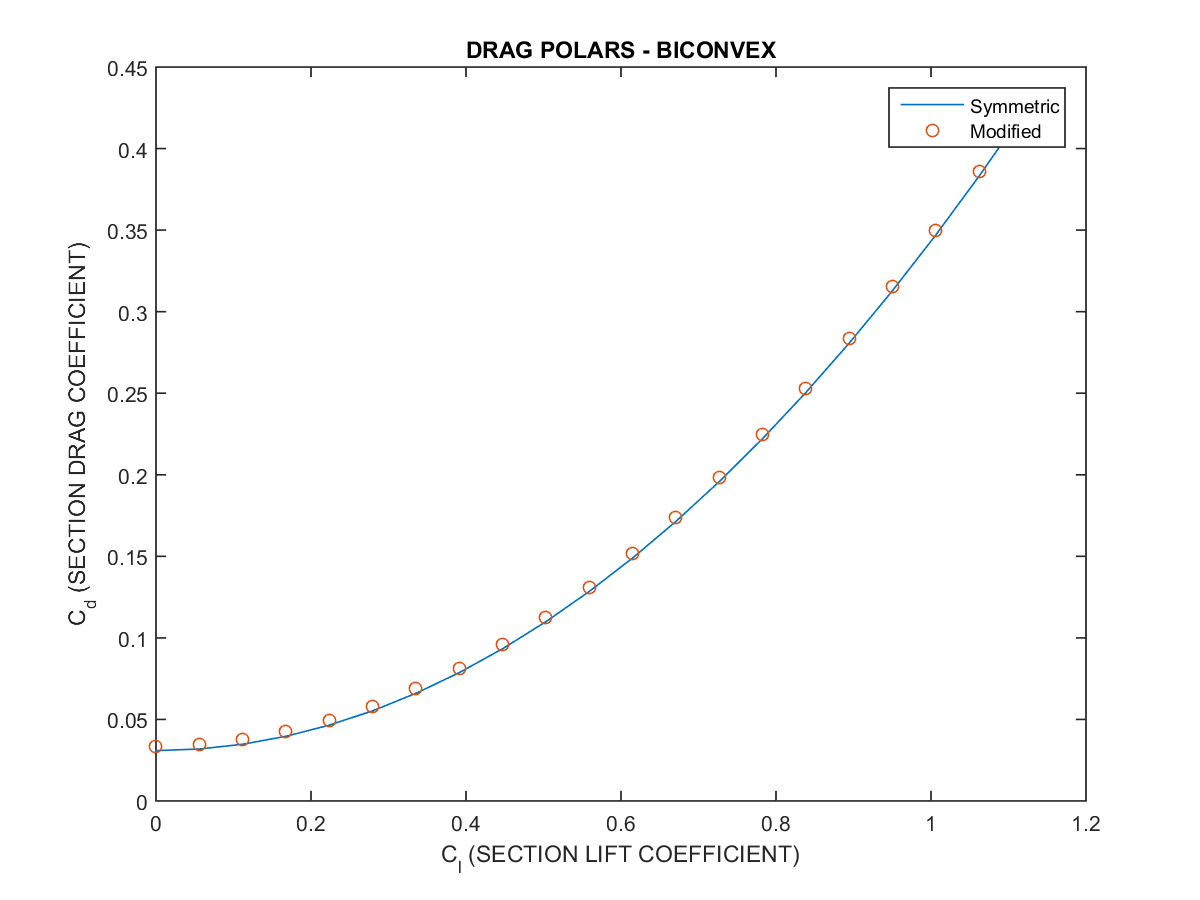 DRAG POLARS - BICONVEX
0.45
0.4
0.35
0.3
0.25
0.2
0.15
0.1
0.05
0
C_d (SECTION DRAG COEFFICIENT)
Symmetric
Modified
0 0.2 0.4 0.6 0.8 1 1.2
C_l (SECTION LIFT COEFFICIENT)